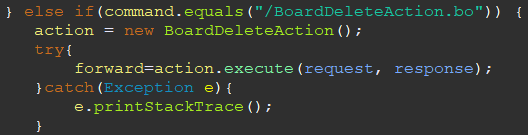 } else if(command.equals("/BoardDeleteAction.bo")) {
action = new BoardDeleteAction();
try{
forward=action.execute(request, response);
}catch(Exception e){
e.printStackTrace();
}